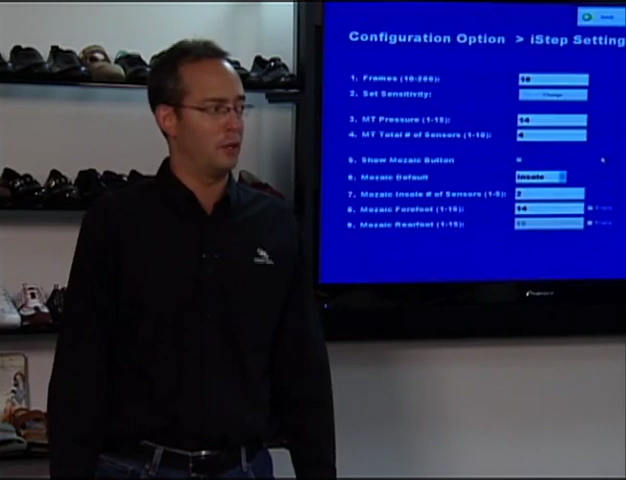 Configuration Option > iStep Setting
1. Frames (10-200): 10
2. Set Sensitivity: Change
3. MT Pressure (1-15): 14
4. MT Total # of Sensors (1-10): 4
5. Show Mozaic Button
6. Mozaic Default Insole
7. Mozaic Insole # of Sensors (1-5): 2
8. Mozaic Forefoot (1-15): 14
9. Mozaic Rearfoot (1-15):
Pioneer